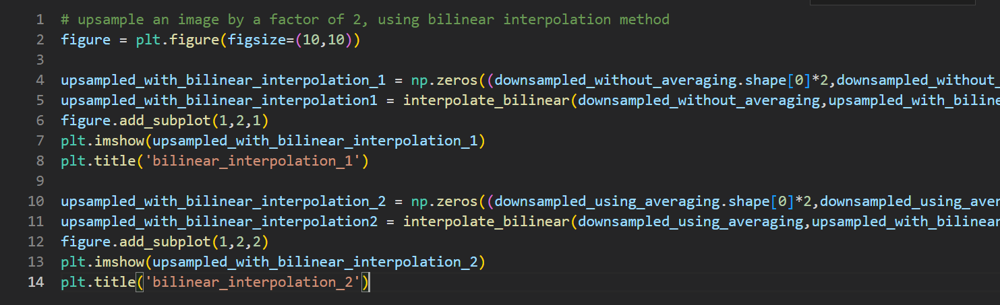 1 # upsample an image by a factor of 2, using bilinear interpolation method
2 figure = plt.figure(figsize=(10,10))
3
4 upsampled_with_bilinear_interpolation_1 = np.zeros((downsampled_without_averaging.shape[0]*2,downsampled_without_
5 upsampled_with_bilinear_interpolation1 = interpolate_bilinear(downsampled_without_averaging,upsampled_with_biline
6 figure.add_subplot(1,2,1)
7 plt.imshow(upsampled_with_bilinear_interpolation_1)
8 plt.title('bilinear_interpolation_1')
9
10 upsampled_with_bilinear_interpolation_2 = np.zeros((downsampled_using_averaging.shape[0]*2,downsampled_using_aver
11 upsampled_with_bilinear_interpolation2 = interpolate_bilinear(downsampled_using_averaging,upsampled_with_bilinear
12 figure.add_subplot(1,2,2)
13 plt.imshow(upsampled_with_bilinear_interpolation_2)
14 plt.title('bilinear_interpolation_2')